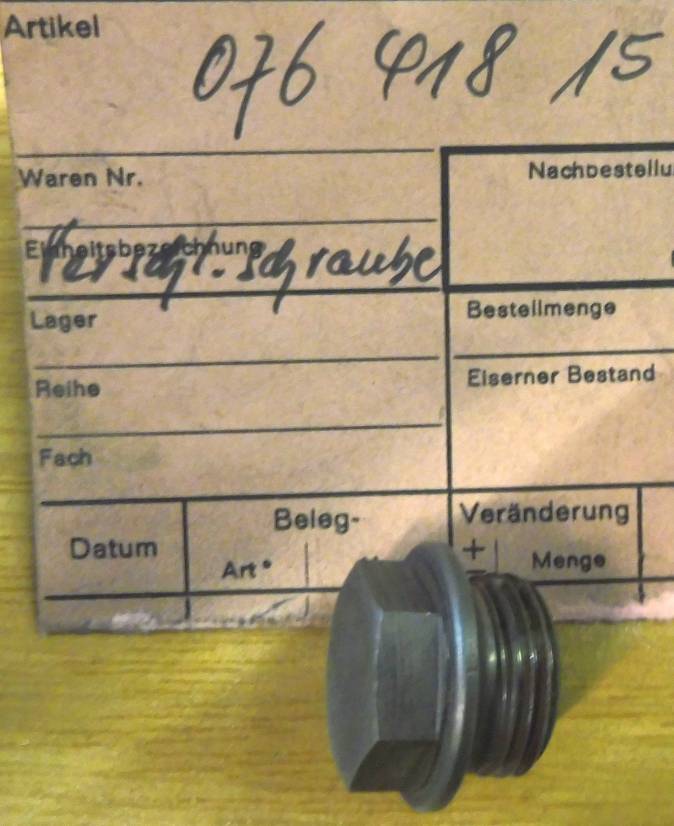 Artikel
076 418 15
Waren Nr.
Nachbestellu
Einheitsbezeichnung
Verschl. schraube
Lager
Bestellmenge
Reihe
Eiserner Bestand
Fach
Beleg-
Veränderung
Datum
Art*
+
Menge